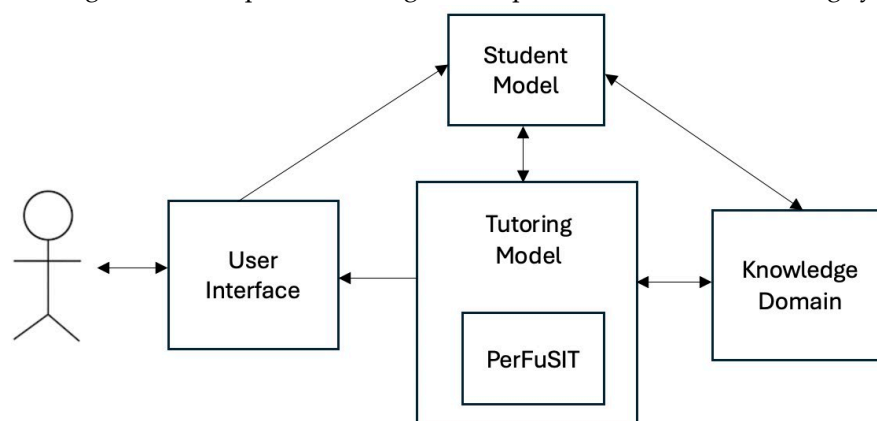 Student
Model
Tutoring
Model
User
Interface
Knowledge
Domain
PerFuSIT